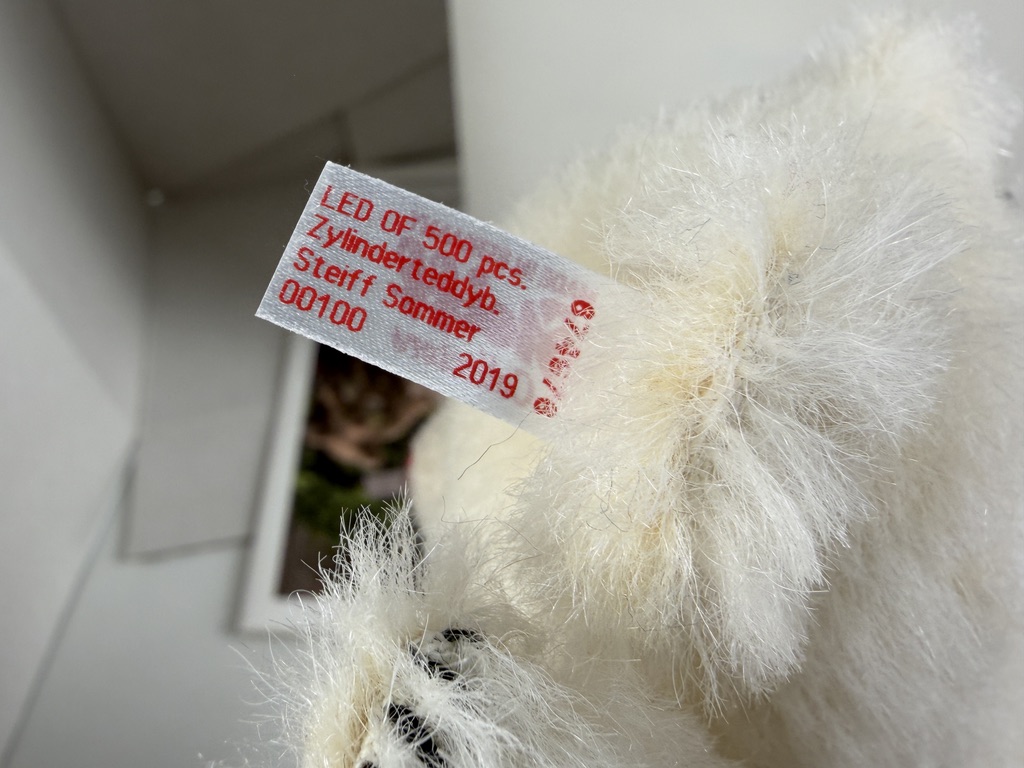 LED OF 500 pcs.
Zylinderteddyb.
Steiff Sommer
00100
2019